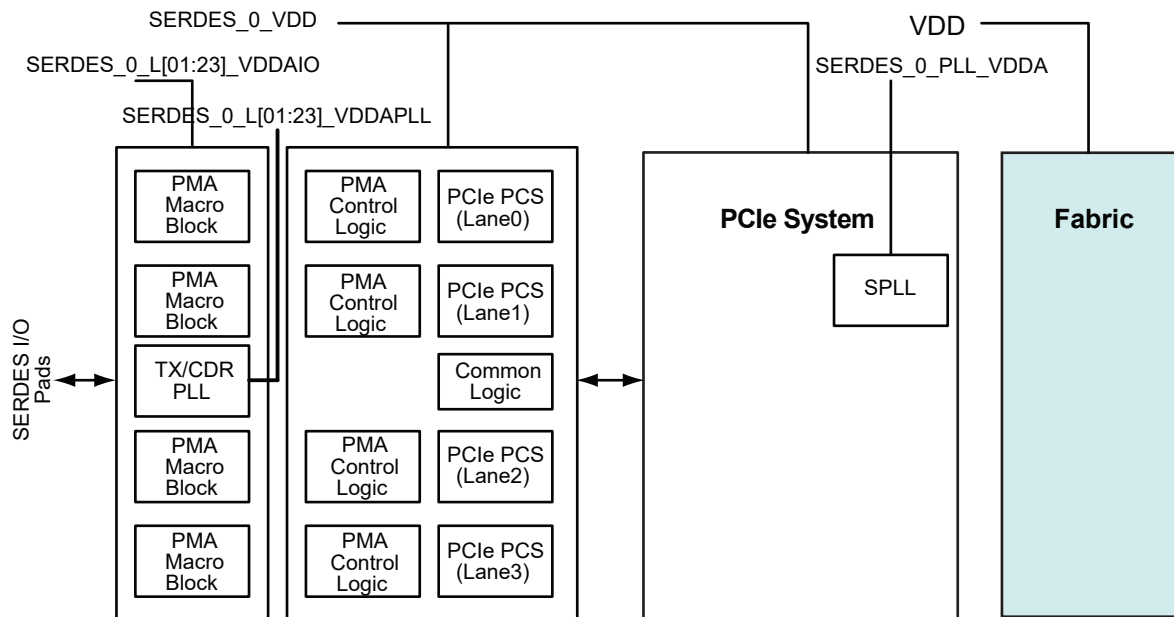 SERDES_0_VDD
VDD
SERDES_0_L[01:23]_VDDAIO
SERDES_0_PLL_VDDA
SERDES_0_L[01:23]_VDDAPLL
PMA
Macro
Block
PMA
Control
Logic
PCIe PCS
(Lane0)
PCIe System
Fabric
PMA
Macro
Block
PMA
Control
Logic
PCIe PCS
(Lane1)
SPLL
SERDES I/O
Pads
TX/CDR
PLL
Common
Logic
PMA
Macro
Block
PMA
Control
Logic
PCIe PCS
(Lane2)
PMA
Macro
Block
PMA
Control
Logic
PCIe PCS
(Lane3)